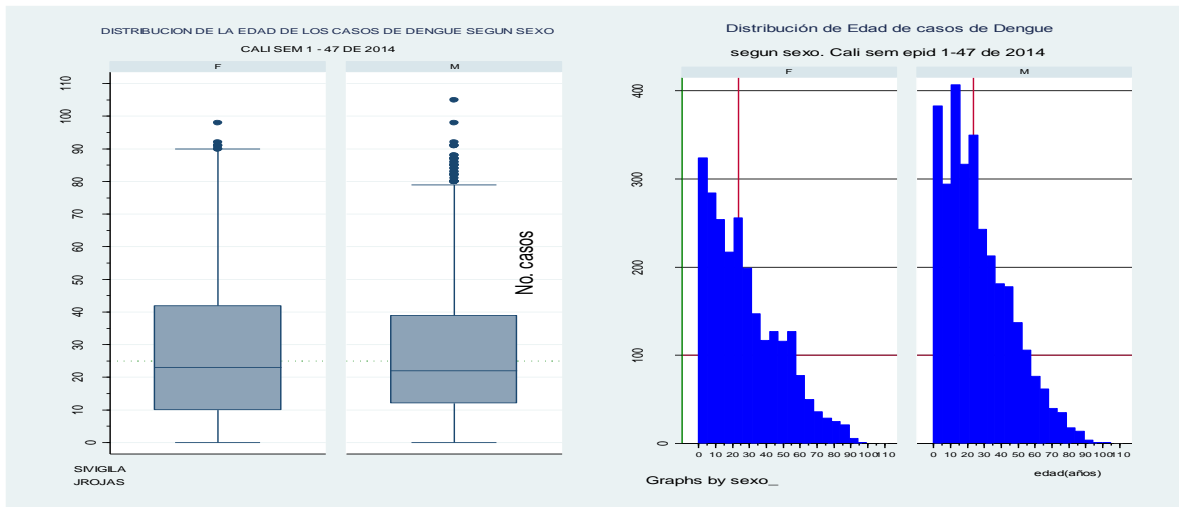 DISTRIBUCION DE LA EDAD DE LOS CASOS DE DENGUE SEGUN SEXO
CALI SEM 1 - 47 DE 2014
F
M
110
100
90
80
70
60
50
40
30
20
10
0
SIVIGILA
JROJAS
Distribución de Edad de casos de Dengue
segun sexo. Cali sem epid 1-47 de 2014
F
M
No. casos
400
300
200
100
0
0 10 20 30 40 50 60 70 80 90 100 110
0 10 20 30 40 50 60 70 80 90 100 110
edad(años)
Graphs by sexo_